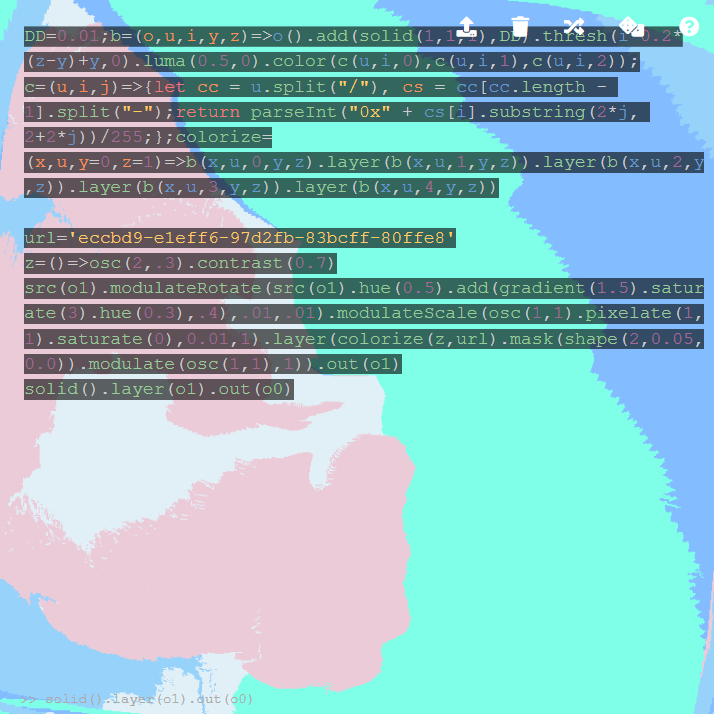 DD=0.01;b=(o,u,i,y,z)=>o().add(solid(1,1,1),DD).thresh(i*0.2*
(z-y)+y,0).luma(0.5,0).color(c(u,i,0),c(u,i,1),c(u,i,2));
c=(u,i,j)=>{let cc = u.split("/"), cs = cc[cc.length -
1].split("-");return parseInt("0x" + cs[i].substring(2*j,
2+2*j))/255;};colorize=
(x,u,y=0,z=1)=>b(x,u,0,y,z).layer(b(x,u,1,y,z)).layer(b(x,u,2,y
,z)).layer(b(x,u,3,y,z)).layer(b(x,u,4,y,z))
url='eccbd9-e1eff6-97d2fb-83bcff-80ffe8'
z=()=>osc(2,.3).contrast(0.7)
src(o1).modulateRotate(src(o1).hue(0.5).add(gradient(1.5).satur
ate(3).hue(0.3),.4),.01,.01).modulateScale(osc(1,1).pixelate(1,
1).saturate(0),0.01,1).layer(colorize(z,url).mask(shape(2,0.05,
0.0)).modulate(osc(1,1),1)).out(o1)
solid().layer(o1).out(o0)
>> solid().layer(o1).out(o0)